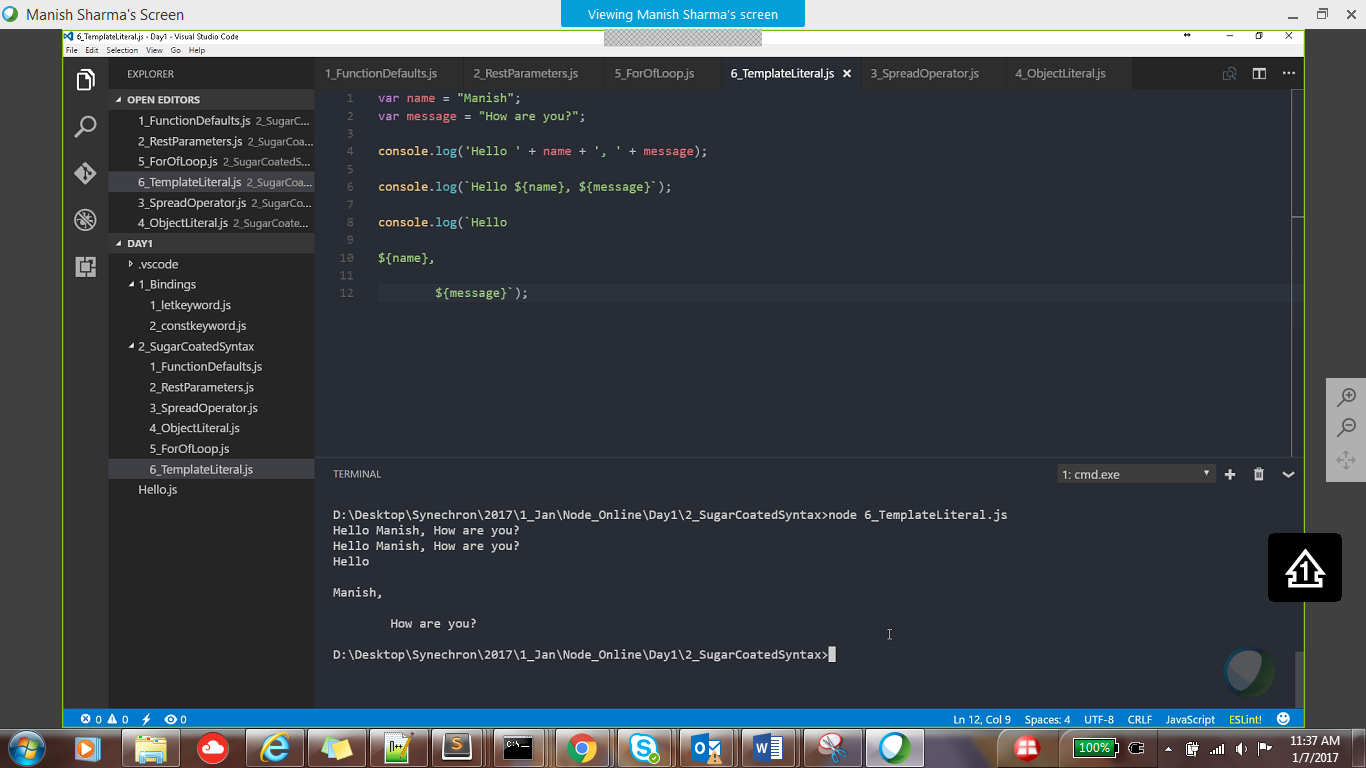 Manish Sharma's Screen
Viewing Manish Sharma's screen
6_TemplateLiteral.js - Day1 - Visual Studio Code
File Edit Selection View Go Help
EXPLORER
OPEN EDITORS
1_FunctionDefaults.js 2_SugarC...
2_RestParameters.js 2_SugarCoa...
5_ForOfLoop.js 2_SugarCoatedS...
6_TemplateLiteral.js 2_SugarCoa...
3_SpreadOperator.js 2_SugarCo...
4_ObjectLiteral.js 2_SugarCoate...
DAY1
.vscode
1_Bindings
1_letkeyword.js
2_constkeyword.js
2_SugarCoatedSyntax
1_FunctionDefaults.js
2_RestParameters.js
3_SpreadOperator.js
4_ObjectLiteral.js
5_ForOfLoop.js
6_TemplateLiteral.js
Hello.js
1_FunctionDefaults.js 2_RestParameters.js 5_ForOfLoop.js 6_TemplateLiteral.js 3_SpreadOperator.js 4_ObjectLiteral.js
1 var name = "Manish";
2 var message = "How are you?";
3
4 console.log('Hello ' + name + ', ' + message);
5
6 console.log(`Hello ${name}, ${message}`);
7
8 console.log(`Hello
9
10 ${name},
11
12         ${message}`);
TERMINAL
1: cmd.exe
D:\Desktop\Synechron\2017\1_Jan\Node_Online\Day1\2_SugarCoatedSyntax>node 6_TemplateLiteral.js
Hello Manish, How are you?
Hello Manish, How are you?
Hello
Manish,
        How are you?
D:\Desktop\Synechron\2017\1_Jan\Node_Online\Day1\2_SugarCoatedSyntax>
1
0 0 0
Ln 12, Col 9 Spaces: 4 UTF-8 CRLF JavaScript ESLint!
100%
11:37 AM
1/7/2017